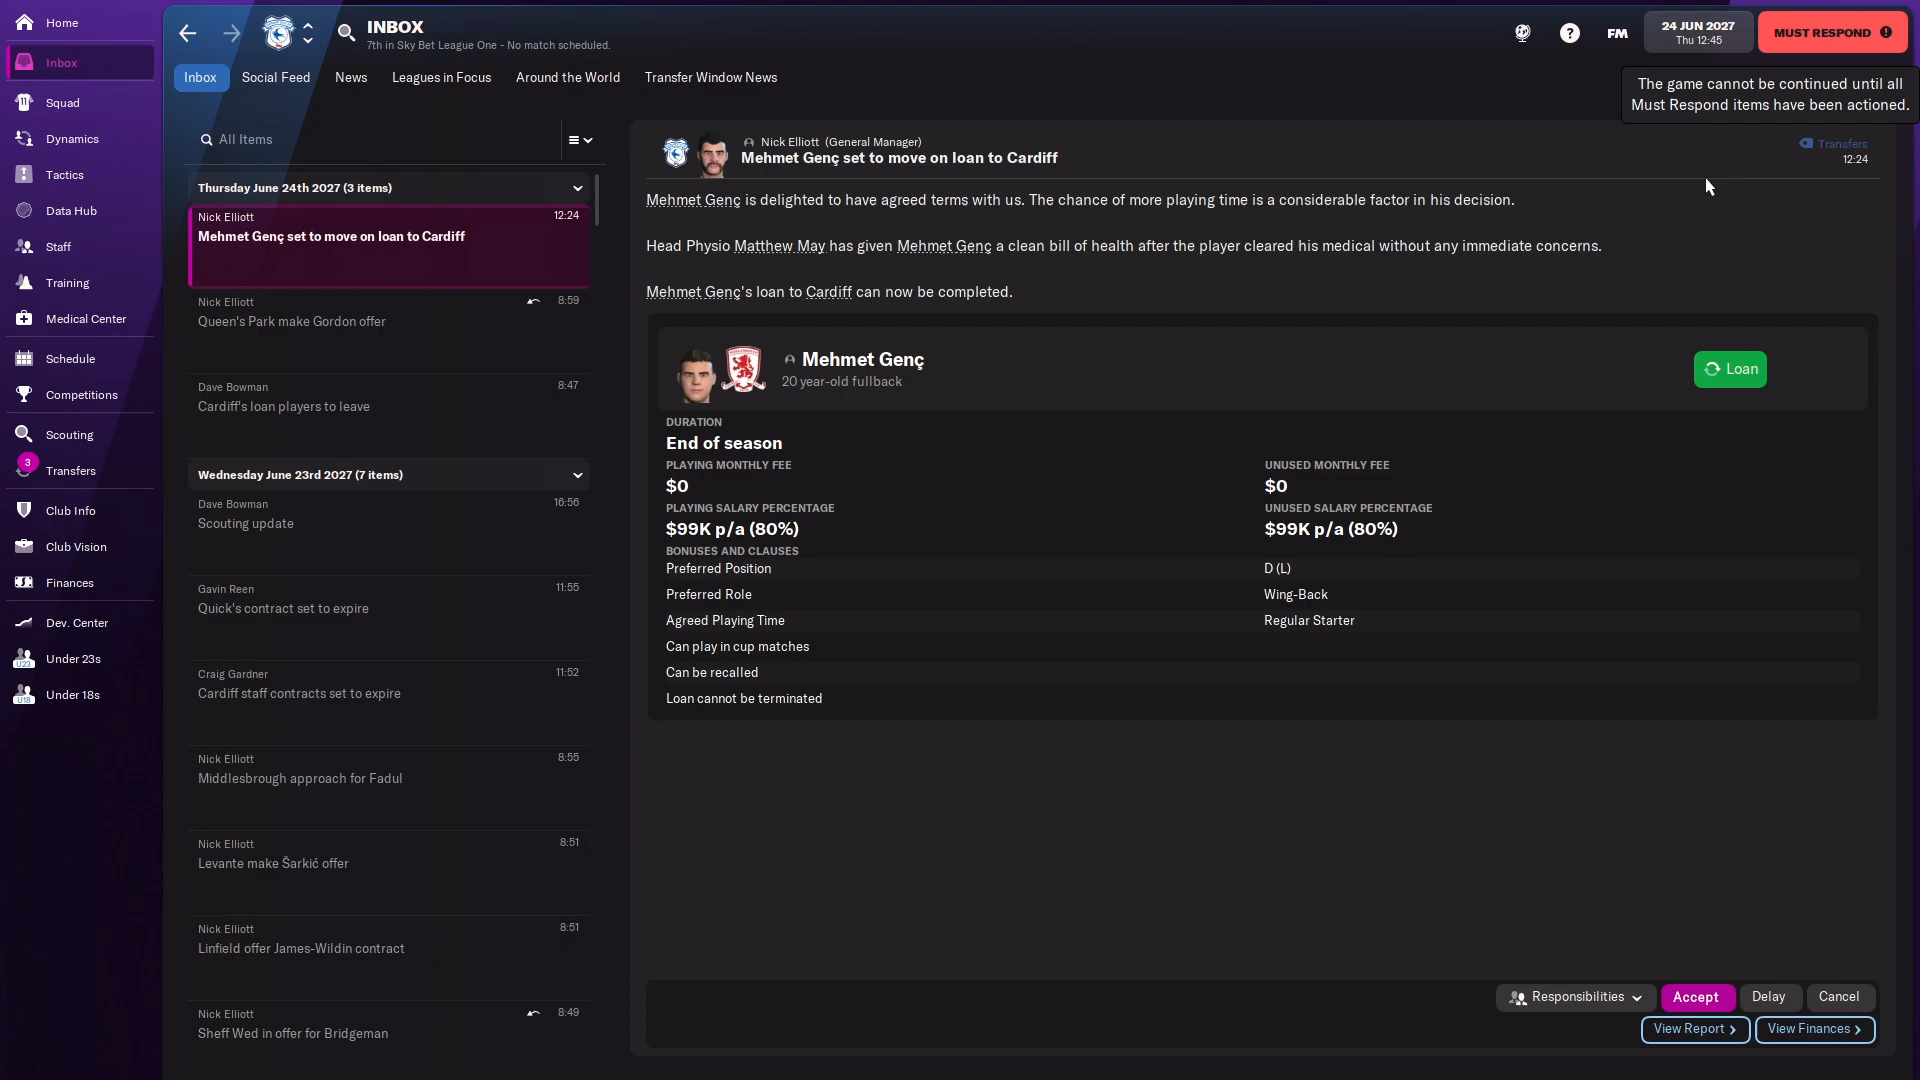 Home
Inbox
Squad
Dynamics
Tactics
Data Hub
Staff
Training
Medical Center
Schedule
Competitions
Scouting
3
Transfers
Club Info
Club Vision
Finances
Dev. Center
U23
Under 23s
U18
Under 18s
INBOX
7th in Sky Bet League One - No match scheduled.
FM
24 JUN 2027
Thu 12:45
MUST RESPOND
The game cannot be continued until all
Must Respond items have been actioned.
Inbox
Social Feed
News
Leagues in Focus
Around the World
Transfer Window News
All Items
Thursday June 24th 2027 (3 items)
Nick Elliott 12:24
Mehmet Genç set to move on loan to Cardiff
Nick Elliott 8:59
Queen's Park make Gordon offer
Dave Bowman 8:47
Cardiff's loan players to leave
Wednesday June 23rd 2027 (7 items)
Dave Bowman 16:56
Scouting update
Gavin Reen 11:55
Quick's contract set to expire
Craig Gardner 11:52
Cardiff staff contracts set to expire
Nick Elliott 8:55
Middlesbrough approach for Fadul
Nick Elliott 8:51
Levante make Šarkić offer
Nick Elliott 8:51
Linfield offer James-Wildin contract
Nick Elliott 8:49
Sheff Wed in offer for Bridgeman
Nick Elliott (General Manager)
Mehmet Genç set to move on loan to Cardiff
Transfers
12:24
Mehmet Genç is delighted to have agreed terms with us. The chance of more playing time is a considerable factor in his decision.
Head Physio Matthew May has given Mehmet Genç a clean bill of health after the player cleared his medical without any immediate concerns.
Mehmet Genç's loan to Cardiff can now be completed.
Mehmet Genç
20 year-old fullback
Loan
DURATION
End of season
PLAYING MONTHLY FEE
$0
UNUSED MONTHLY FEE
$0
PLAYING SALARY PERCENTAGE
$99K p/a (80%)
UNUSED SALARY PERCENTAGE
$99K p/a (80%)
BONUSES AND CLAUSES
Preferred Position D (L)
Preferred Role Wing-Back
Agreed Playing Time Regular Starter
Can play in cup matches
Can be recalled
Loan cannot be terminated
Responsibilities
Accept
Delay
Cancel
View Report
View Finances